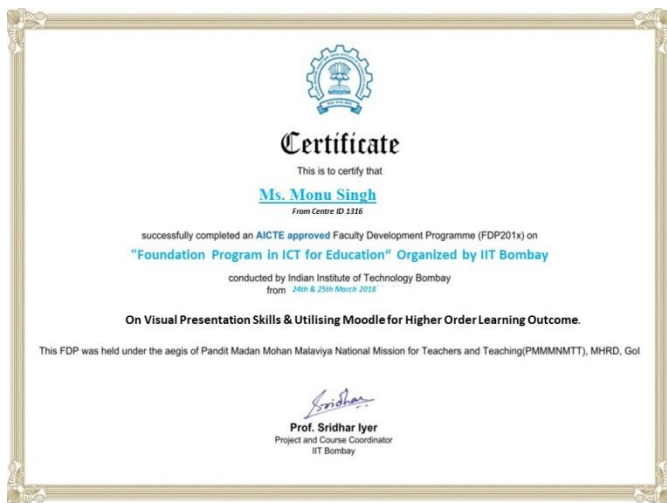 Certificate
This is to certify that
Ms. Monu Singh
From Centre ID 1316
successfully completed an AICTE approved Faculty Development Programme (FDP201x) on
"Foundation Program in ICT for Education” Organized by IIT Bombay
conducted by Indian Institute of Technology Bombay
from 24th & 25th March 2018
On Visual Presentation Skills & Utilising Moodle for Higher Order Learning Outcome.
This FDP was held under the aegis of Pandit Madan Mohan Malaviya National Mission for Teachers and Teaching(PMMMNMTT), MHRD, GoI
Sridhar
Prof. Sridhar Iyer
Project and Course Coordinator
IIT Bombay